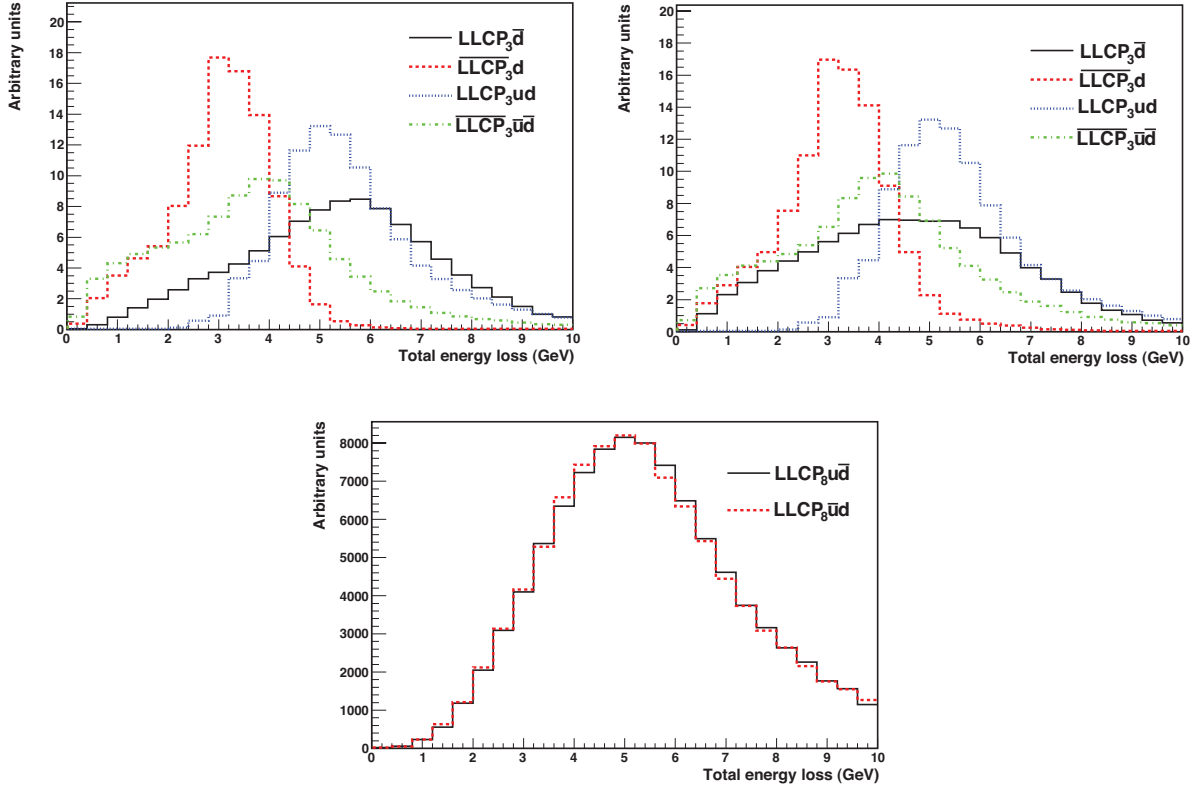 Arbitrary units
20
18
16
14
12
10
8
6
4
2
0
LLCP₃d̅
L̅L̅C̅P̅₃d
LLCP₃ud
L̅L̅C̅P̅₃u̅d̅
0 1 2 3 4 5 6 7 8 9 10
Total energy loss (GeV)
Arbitrary units
20
18
16
14
12
10
8
6
4
2
0
LLCP₃d̅
L̅L̅C̅P̅₃d
LLCP₃ud
L̅L̅C̅P̅₃u̅d̅
0 1 2 3 4 5 6 7 8 9 10
Total energy loss (GeV)
Arbitrary units
8000
7000
6000
5000
4000
3000
2000
1000
0
LLCP₈ud̅
LLCP₈u̅d
0 1 2 3 4 5 6 7 8 9 10
Total energy loss (GeV)